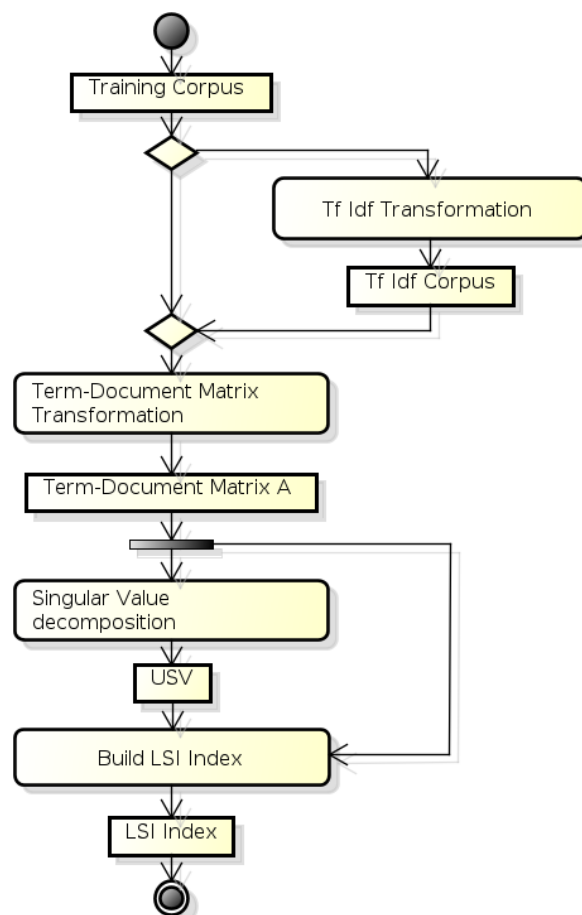 Training Corpus
Tf Idf Transformation
Tf Idf Corpus
Term-Document Matrix
Transformation
Term-Document Matrix A
Singular Value
decomposition
USV
Build LSI Index
LSI Index